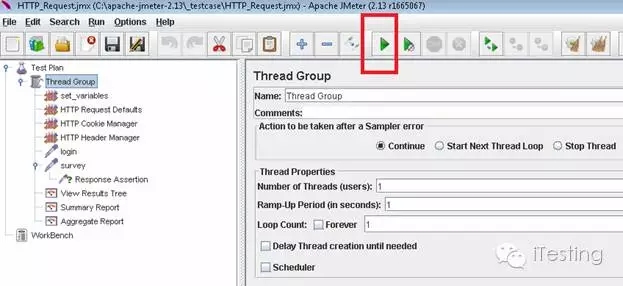 HTTP_Request.jmx (C:\apache-jmeter-2.13\_testcase\HTTP_Request.jmx) - Apache JMeter (2.13 r1665067)
File Edit Search Run Options Help
Test Plan
Thread Group
set_variables
HTTP Request Defaults
HTTP Cookie Manager
HTTP Header Manager
login
survey
Response Assertion
View Results Tree
Summary Report
Aggregate Report
WorkBench
Thread Group
Name: Thread Group
Comments:
Action to be taken after a Sampler error
Continue Start Next Thread Loop Stop Thread
Thread Properties
Number of Threads (users): 1
Ramp-Up Period (in seconds): 1
Loop Count: Forever 1
Delay Thread creation until needed
Scheduler
iTesting